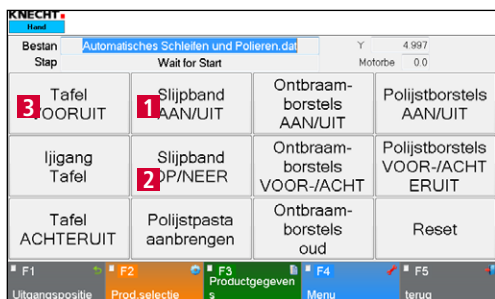 KNECHT
Hand
Bestan Automatisches Schleifen und Polieren.dat Y 4.997
Stap Wait for Start Motorbe 0.0
3 Tafel VOORUIT
1 Slijpband AAN/UIT
Ontbraam-
borstels
AAN/UIT
Polijstborstels
AAN/UIT
Ijigang
Tafel
Slijpband
2 OP/NEER
Ontbraam-
borstels
VOOR-/ACHT
Polijstborstels
VOOR-/ACHT
ERUIT
Tafel
ACHTERUIT
Polijstpasta
aanbrengen
Ontbraam-
borstels
oud
Reset
F1 F2 F3 F4 F5
Uitgangspositie Prod.selectie Productgegeven
s Menu terug